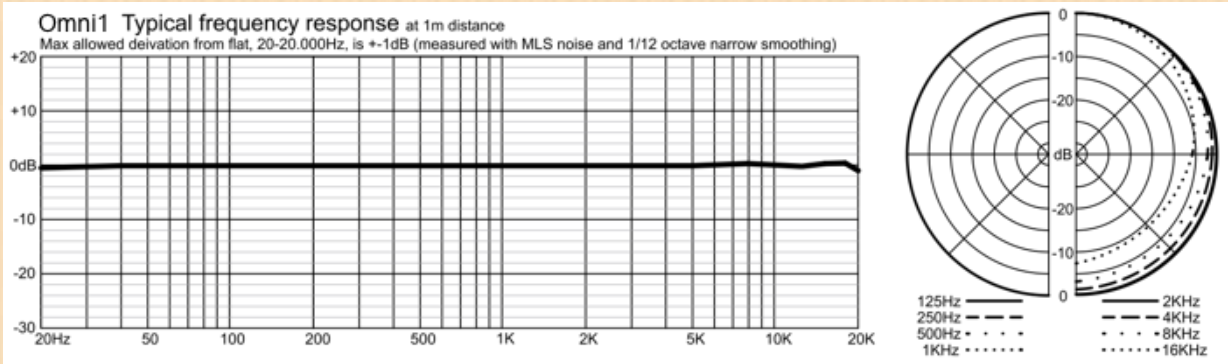 Omni1 Typical frequency response at 1m distance
Max allowed deivation from flat, 20-20.000Hz, is +-1dB (measured with MLS noise and 1/12 octave narrow smoothing)
+20
+10
0dB
-10
-20
-30
20Hz 50 100 200 500 1K 2K 5K 10K 20K
0
-10
-20
dB
-20
-10
0
125Hz 2KHz
250Hz 4KHz
500Hz 8KHz
1KHz 16KHz